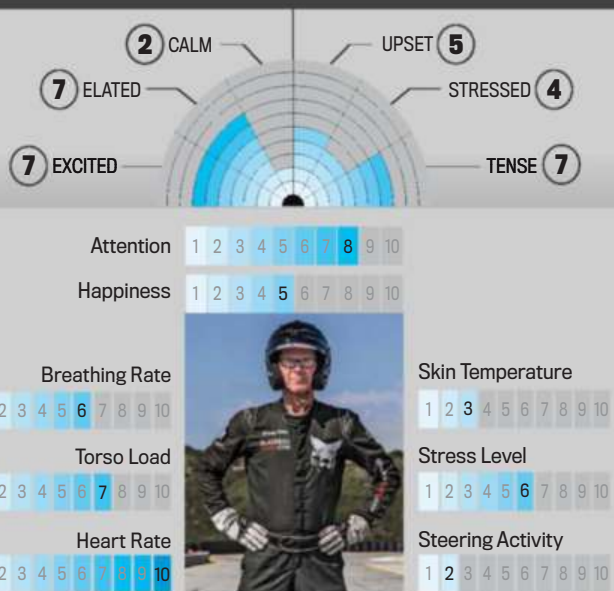 2 CALM
UPSET 5
7 ELATED
STRESSED 4
7 EXCITED
TENSE 7
Attention 1 2 3 4 5 6 7 8 9 10
Happiness 1 2 3 4 5 6 7 8 9 10
Breathing Rate
2 3 4 5 6 7 8 9 10
Skin Temperature
1 2 3 4 5 6 7 8 9 10
Torso Load
2 3 4 5 6 7 8 9 10
Stress Level
1 2 3 4 5 6 7 8 9 10
Heart Rate
2 3 4 5 6 7 8 9 10
Steering Activity
1 2 3 4 5 6 7 8 9 10